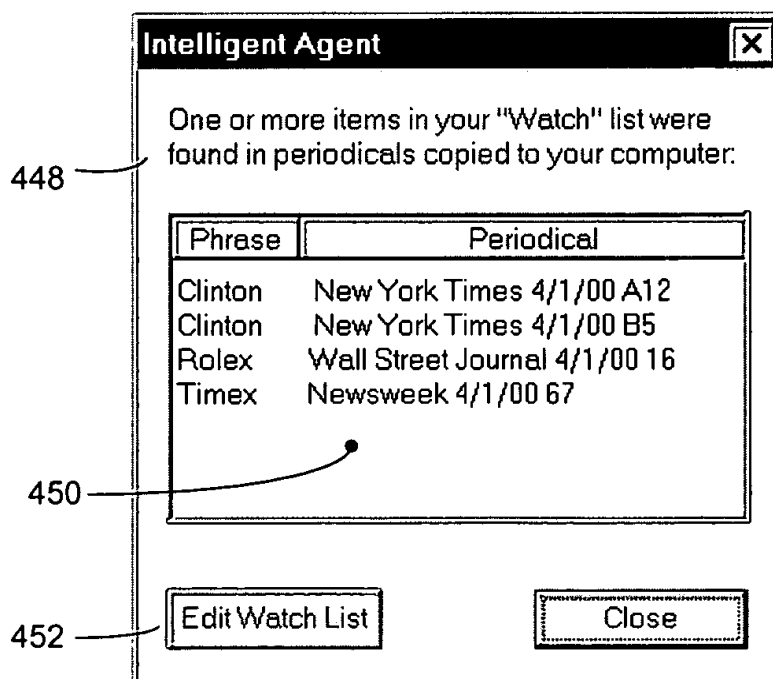 Intelligent Agent
One or more items in your "Watch" list were
found in periodicals copied to your computer:
448
Phrase Periodical
Clinton New York Times 4/1/00 A12
Clinton New York Times 4/1/00 B5
Rolex Wall Street Journal 4/1/00 16
Timex Newsweek 4/1/00 67
450
Edit Watch List Close
452